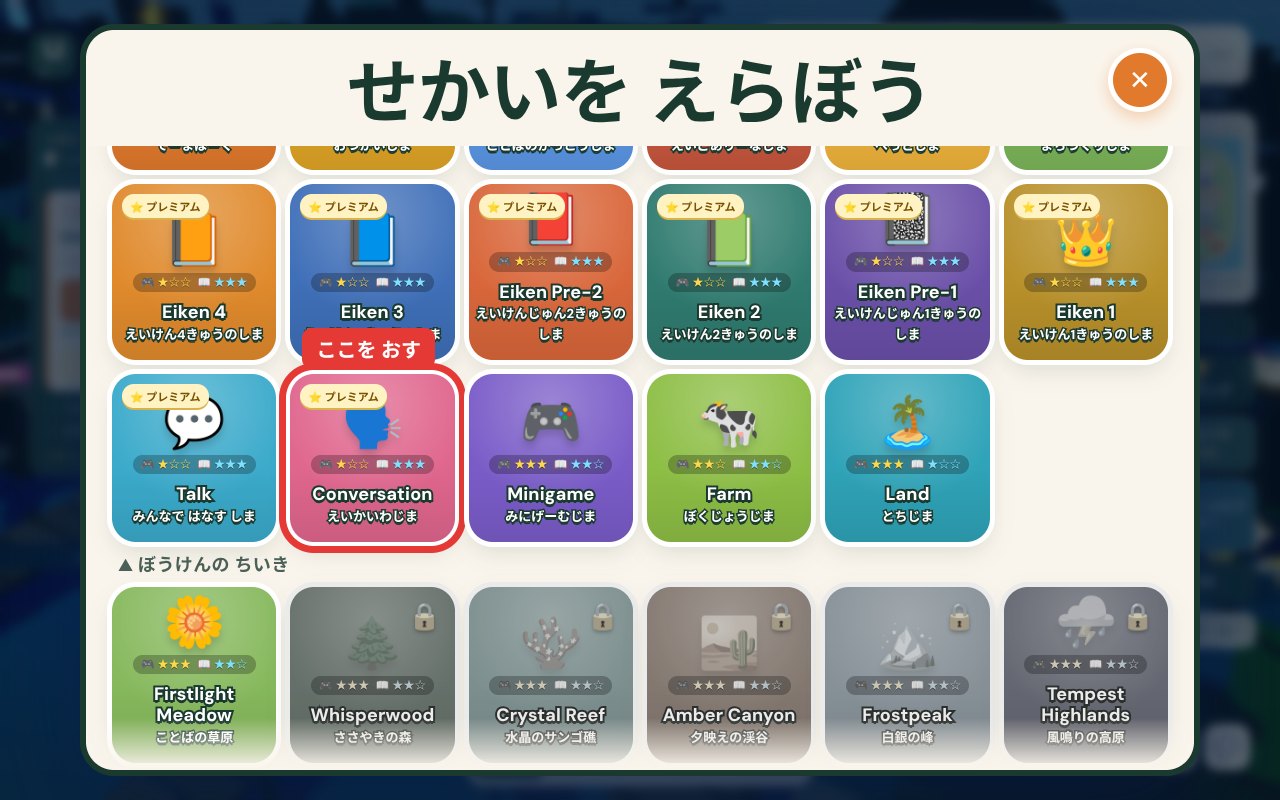 せかいを えらぼう
⭐ プレミアム
⭐ プレミアム
⭐ プレミアム
⭐ プレミアム
⭐ プレミアム
⭐ プレミアム
★☆☆ ★★★
★☆☆ ★★★
★☆☆ ★★★
★☆☆ ★★★
★☆☆ ★★★
★☆☆ ★★★
Eiken 4
えいけん4きゅうのしま
Eiken 3
Eiken Pre-2
えいけんじゅん2きゅうの
しま
Eiken 2
えいけん2きゅうのしま
Eiken Pre-1
えいけんじゅん1きゅうの
しま
Eiken 1
えいけん1きゅうのしま
ここを おす
⭐ プレミアム
★☆☆ ★★★
Talk
みんなで はなす しま
⭐ プレミアム
★☆☆ ★★★
Conversation
えいかいわじま
★★★ ★★☆
Minigame
みにげーむじま
★★☆ ★★☆
Farm
ぼくじょうじま
★★★ ★☆☆
Land
とちじま
▲ ぼうけんの ちいき
★★★ ★★☆
Firstlight
Meadow
ことばの草原
★★★ ★★☆
Whisperwood
ささやきの森
★★★ ★★☆
Crystal Reef
水晶のサンゴ礁
★★★ ★★☆
Amber Canyon
夕映えの渓谷
★★★ ★★☆
Frostpeak
白銀の峰
★★★ ★★☆
Tempest
Highlands
風鳴りの高原